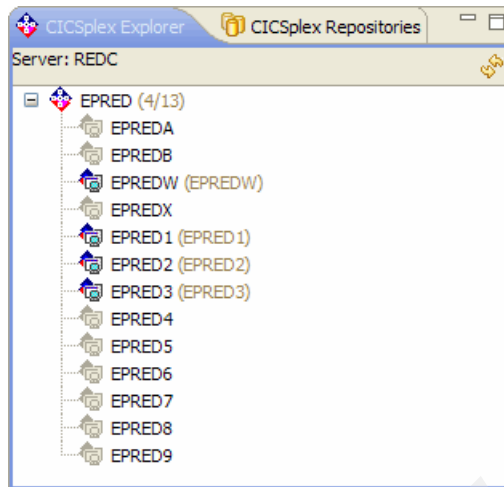 CICSplex Explorer CICSplex Repositories
Server: REDC
EPRED (4/13)
EPREDA
EPREDB
EPREDW (EPREDW)
EPREDX
EPRED1 (EPRED1)
EPRED2 (EPRED2)
EPRED3 (EPRED3)
EPRED4
EPRED5
EPRED6
EPRED7
EPRED8
EPRED9